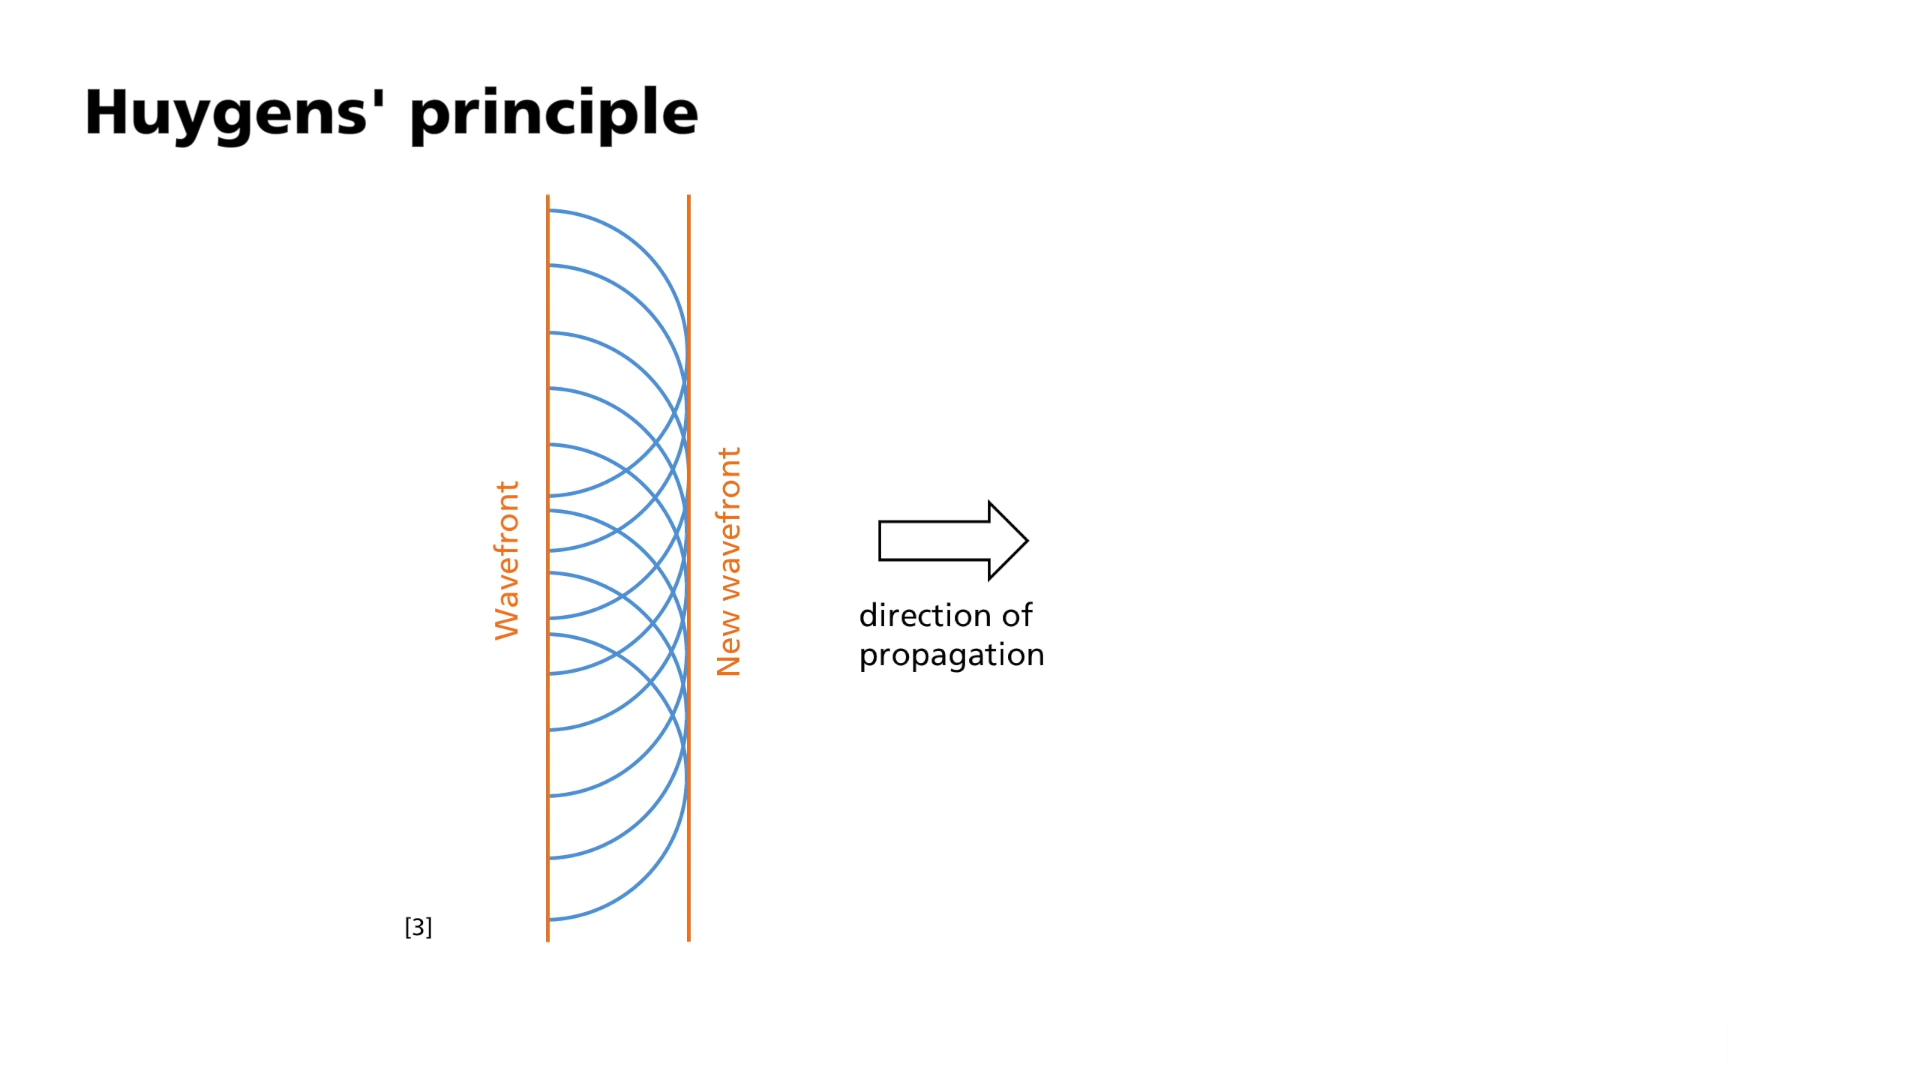 Huygens' principle
Wavefront
New wavefront
direction of
propagation
[3]